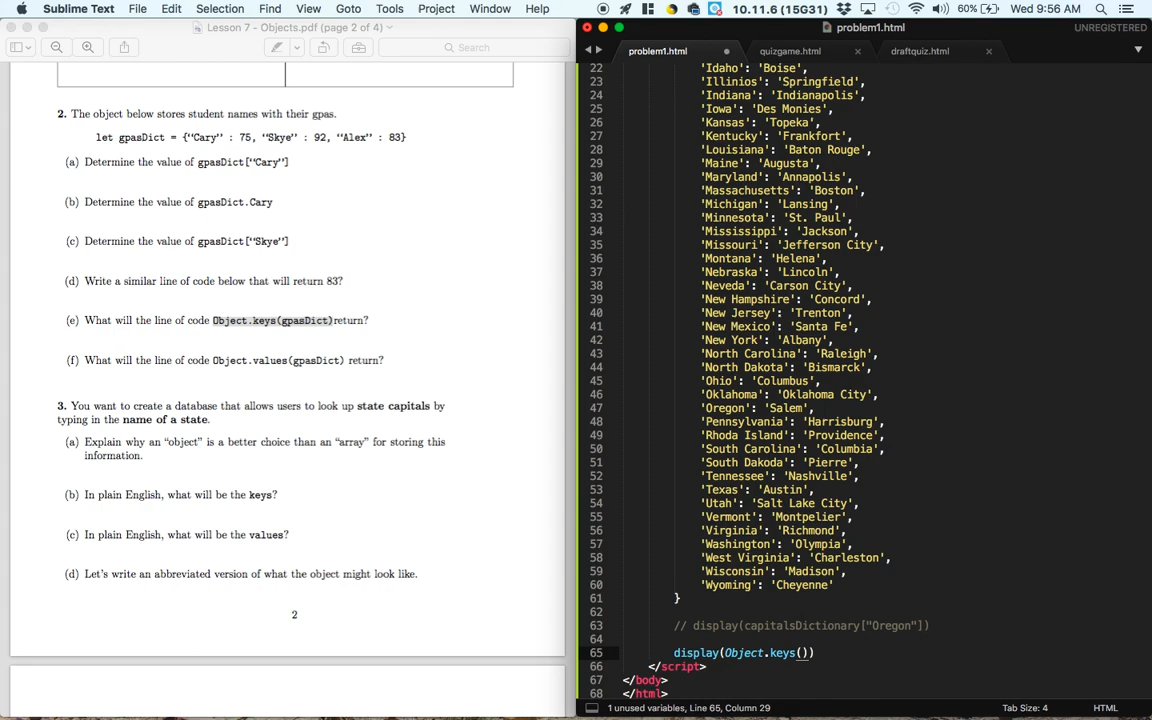 Sublime Text File Edit Selection Find View Goto Tools Project Window Help 10.11.6 (15G31) 60% Wed 9:56 AM
Lesson 7 - Objects.pdf (page 2 of 4)
Search
2. The object below stores student names with their gpas.
let gpasDict = {"Cary" : 75, "Skye" : 92, "Alex" : 83}
(a) Determine the value of gpasDict["Cary"]
(b) Determine the value of gpasDict.Cary
(c) Determine the value of gpasDict["Skye"]
(d) Write a similar line of code below that will return 83?
(e) What will the line of code Object.keys(gpasDict)return?
(f) What will the line of code Object.values(gpasDict) return?
3. You want to create a database that allows users to look up state capitals by
typing in the name of a state.
(a) Explain why an "object" is a better choice than an "array" for storing this
information.
(b) In plain English, what will be the keys?
(c) In plain English, what will be the values?
(d) Let's write an abbreviated version of what the object might look like.
2
problem1.html
UNREGISTERED
problem1.html quizgame.html draftquiz.html
22 'Idaho': 'Boise',
23 'Illinios': 'Springfield',
24 'Indiana': 'Indianapolis',
25 'Iowa': 'Des Monies',
26 'Kansas': 'Topeka',
27 'Kentucky': 'Frankfort',
28 'Louisiana': 'Baton Rouge',
29 'Maine': 'Augusta',
30 'Maryland': 'Annapolis',
31 'Massachusetts': 'Boston',
32 'Michigan': 'Lansing',
33 'Minnesota': 'St. Paul',
34 'Mississippi': 'Jackson',
35 'Missouri': 'Jefferson City',
36 'Montana': 'Helena',
37 'Nebraska': 'Lincoln',
38 'Neveda': 'Carson City',
39 'New Hampshire': 'Concord',
40 'New Jersey': 'Trenton',
41 'New Mexico': 'Santa Fe',
42 'New York': 'Albany',
43 'North Carolina': 'Raleigh',
44 'North Dakota': 'Bismarck',
45 'Ohio': 'Columbus',
46 'Oklahoma': 'Oklahoma City',
47 'Oregon': 'Salem',
48 'Pennsylvania': 'Harrisburg',
49 'Rhoda Island': 'Providence',
50 'South Carolina': 'Columbia',
51 'South Dakoda': 'Pierre',
52 'Tennessee': 'Nashville',
53 'Texas': 'Austin',
54 'Utah': 'Salt Lake City',
55 'Vermont': 'Montpelier',
56 'Virginia': 'Richmond',
57 'Washington': 'Olympia',
58 'West Virginia': 'Charleston',
59 'Wisconsin': 'Madison',
60 'Wyoming': 'Cheyenne'
61 }
62
63 // display(capitalsDictionary["Oregon"])
64
65 display(Object.keys())
66 </script>
67 </body>
68 </html>
1 unused variables, Line 65, Column 29 Tab Size: 4 HTML